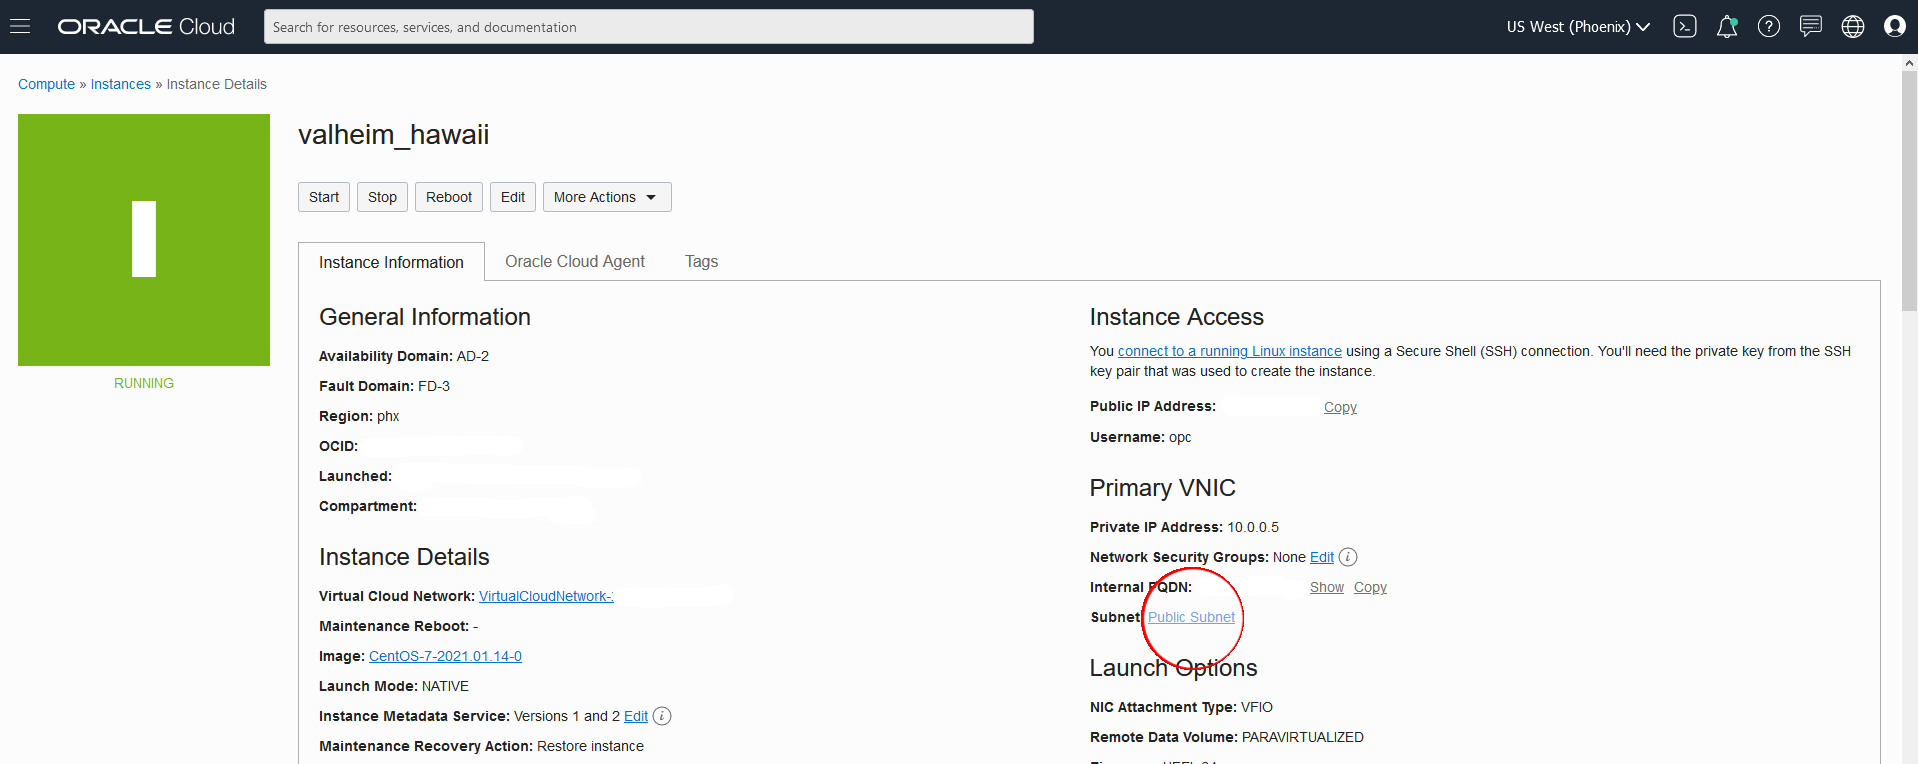 ORACLE Cloud
Search for resources, services, and documentation
US West (Phoenix)
Compute » Instances » Instance Details
RUNNING
valheim_hawaii
Start Stop Reboot Edit More Actions
Instance Information Oracle Cloud Agent Tags
General Information
Availability Domain: AD-2
Fault Domain: FD-3
Region: phx
OCID:
Launched:
Compartment:
Instance Details
Virtual Cloud Network: VirtualCloudNetwork-
Maintenance Reboot: -
Image: CentOS-7-2021.01.14-0
Launch Mode: NATIVE
Instance Metadata Service: Versions 1 and 2 Edit
Maintenance Recovery Action: Restore instance
Instance Access
You connect to a running Linux instance using a Secure Shell (SSH) connection. You'll need the private key from the SSH
key pair that was used to create the instance.
Public IP Address: Copy
Username: opc
Primary VNIC
Private IP Address: 10.0.0.5
Network Security Groups: None Edit
Internal FQDN: Show Copy
Subnet: Public Subnet
Launch Options
NIC Attachment Type: VFIO
Remote Data Volume: PARAVIRTUALIZED